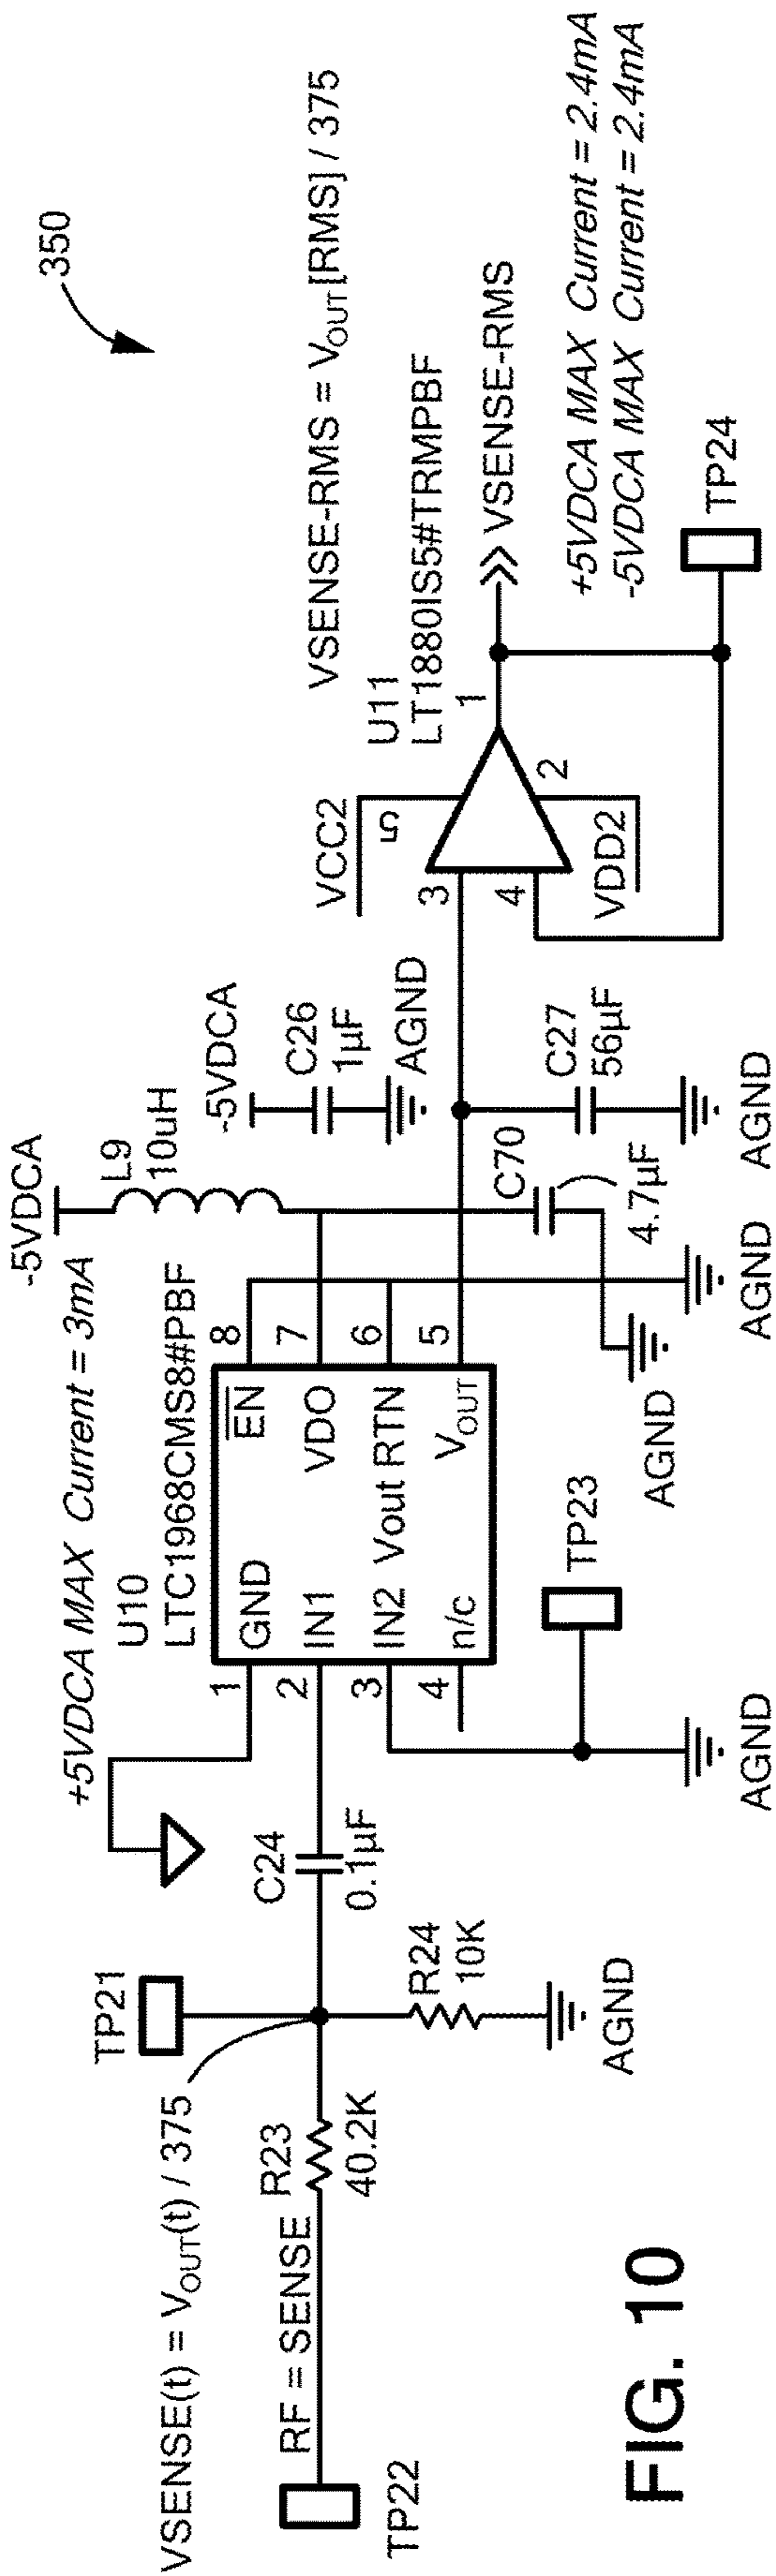 350
VSENSE-RMS = VOUT[RMS] / 375
+5VDCA MAX Current = 2.4mA
-5VDCA MAX Current = 2.4mA
VSENSE(t) = VOUT(t) / 375
TP22
RF = SENSE
R23
40.2K
TP21
R24
10K
AGND
C24
0.1µF
+5VDCA MAX Current = 3mA
U10
LTC1968CMS8#PBF
1
2
3
4
GND
IN1
IN2
n/c
EN
VDO
Vout RTN
VOUT
8
7
6
5
TP23
AGND
-5VDCA
L9
10uH
C70
4.7µF
AGND
AGND
-5VDCA
C26
1µF
AGND
C27
56µF
AGND
VCC2
5
3
4
VDD2
2
U11
LT1880IS5#TRMPBF
1
VSENSE-RMS
TP24
FIG. 10